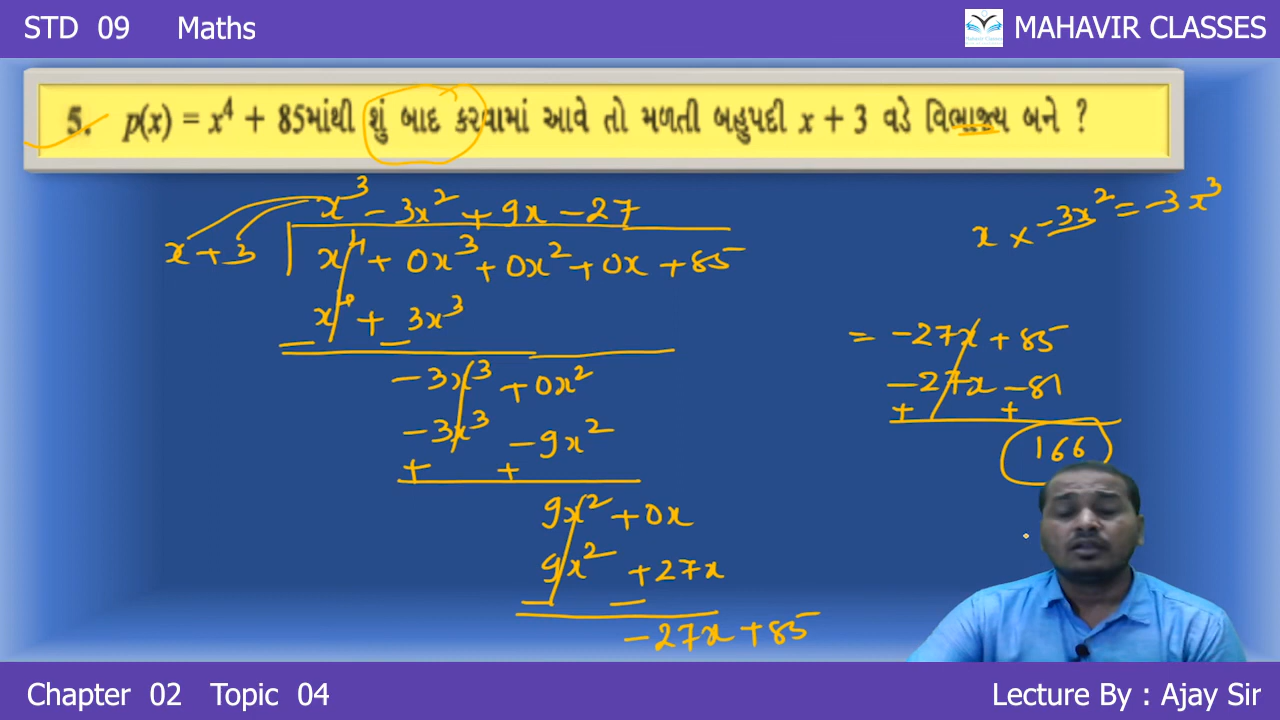 STD 09 Maths
MAHAVIR CLASSES
5. p(x) = x⁴ + 85માંથી શું બાદ કરવામાં આવે તો મળતી બહુપદી x + 3 વડે વિભાજ્ય બને ?
x³ - 3x² + 9x - 27
x + 3
x⁴ + 0x³ + 0x² + 0x + 85
x⁴ + 3x³
- -
-3x³ + 0x²
-3x³ - 9x²
+ +
9x² + 0x
9x² + 27x
- -
-27x + 85
x × -3x² = -3x³
= -27x + 85
-27x - 81
+ +
166
Chapter 02 Topic 04
Lecture By : Ajay Sir